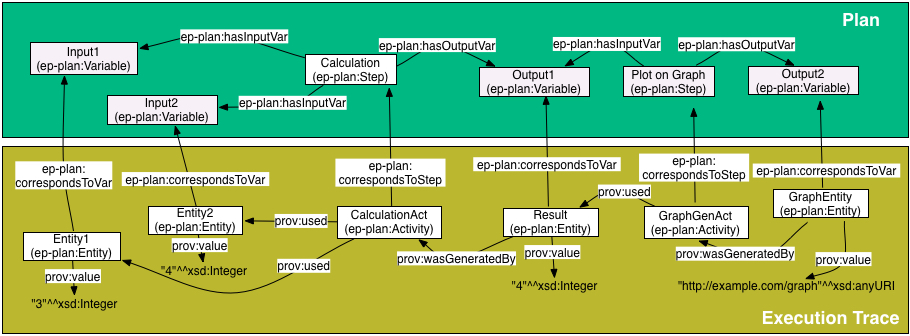 Plan
ep-plan:hasInputVar
ep-plan:hasOutputVar
ep-plan:hasInputVar
ep-plan:hasOutputVar
Input1
(ep-plan:Variable)
Calculation
(ep-plan:Step)
Output1
(ep-plan:Variable)
Plot on Graph
(ep-plan:Step)
Output2
(ep-plan:Variable)
Input2
(ep-plan:Variable)
ep-plan:hasInputVar
ep-plan:
correspondsToVar
ep-plan:correspondsToVar
ep-plan:
correspondsToStep
ep-plan:correspondsToVar
ep-plan:
correspondsToStep
ep-plan:correspondsToVar
Entity1
(ep-plan:Entity)
Entity2
(ep-plan:Entity)
prov:used
CalculationAct
(ep-plan:Activity)
Result
(ep-plan:Entity)
prov:used
GraphGenAct
(ep-plan:Activity)
GraphEntity
(ep-plan:Entity)
prov:value
"3"^^xsd:Integer
prov:value
"4"^^xsd:Integer
prov:used
prov:wasGeneratedBy
prov:value
"4"^^xsd:Integer
prov:wasGeneratedBy
prov:value
"http://example.com/graph"^^xsd:anyURI
Execution Trace